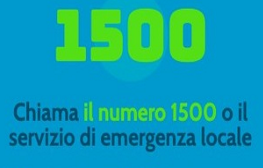 1500
Chiama il numero 1500 o il
servizio di emergenza locale